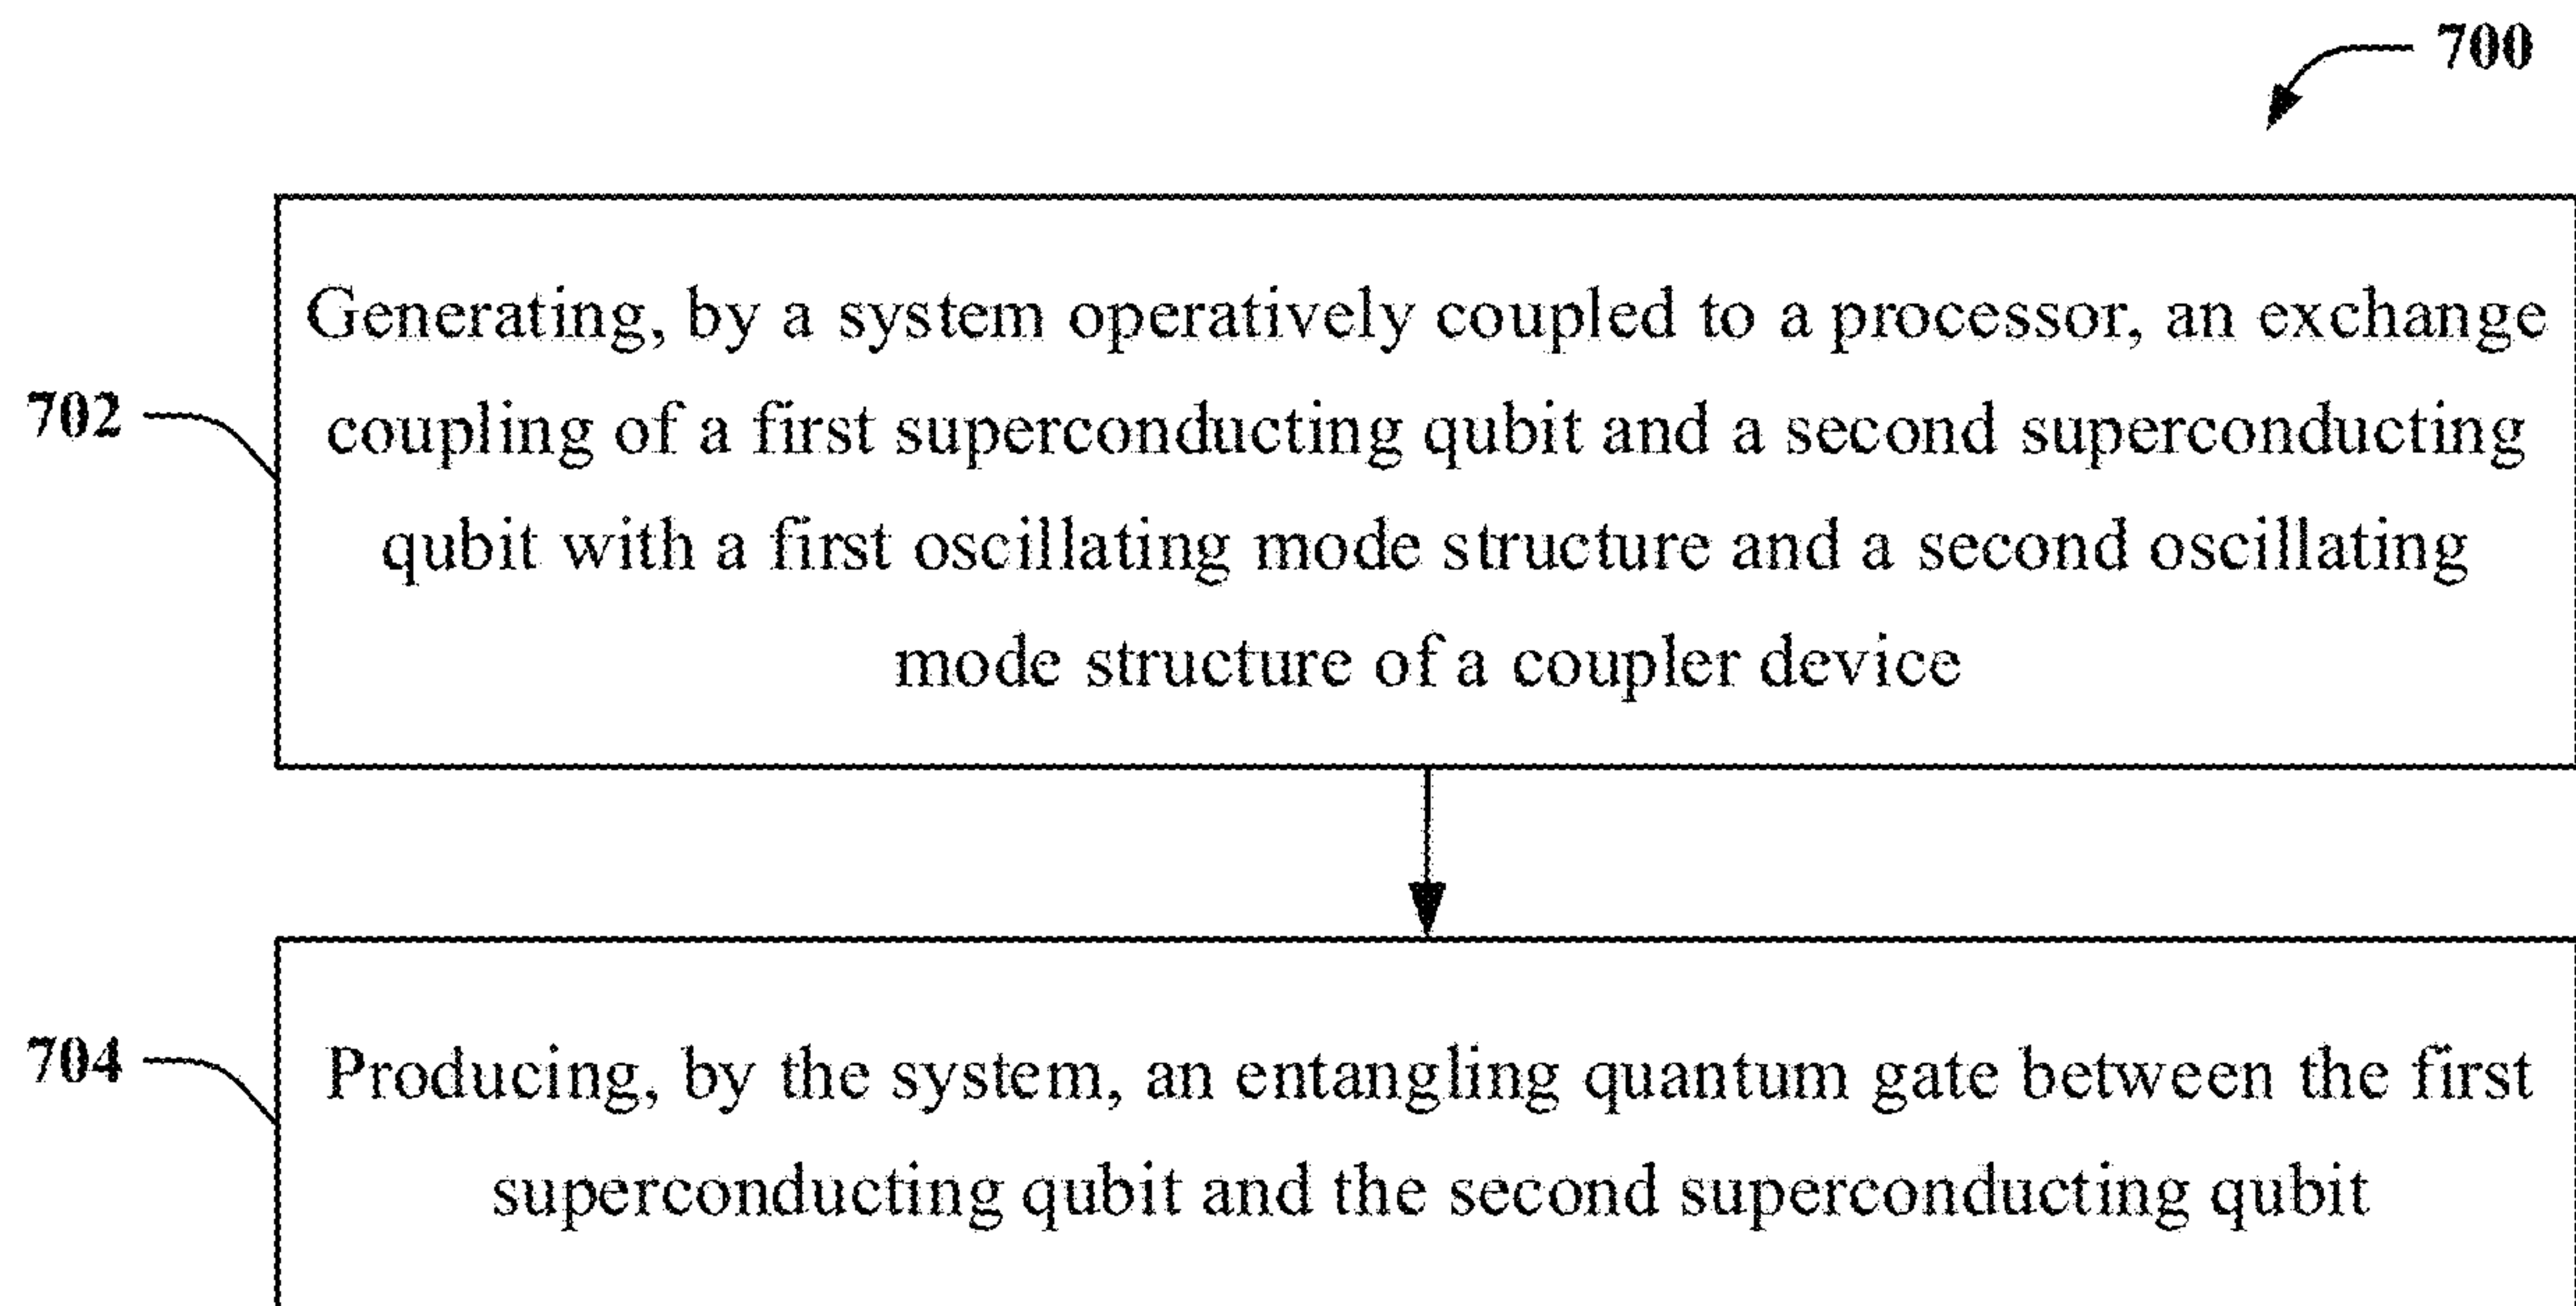 700
Generating, by a system operatively coupled to a processor, an exchange
coupling of a first superconducting qubit and a second superconducting
702
qubit with a first oscillating mode structure and a second oscillating
mode structure of a coupler device
704
Producing, by the system, an entangling quantum gate between the first
superconducting qubit and the second superconducting qubit